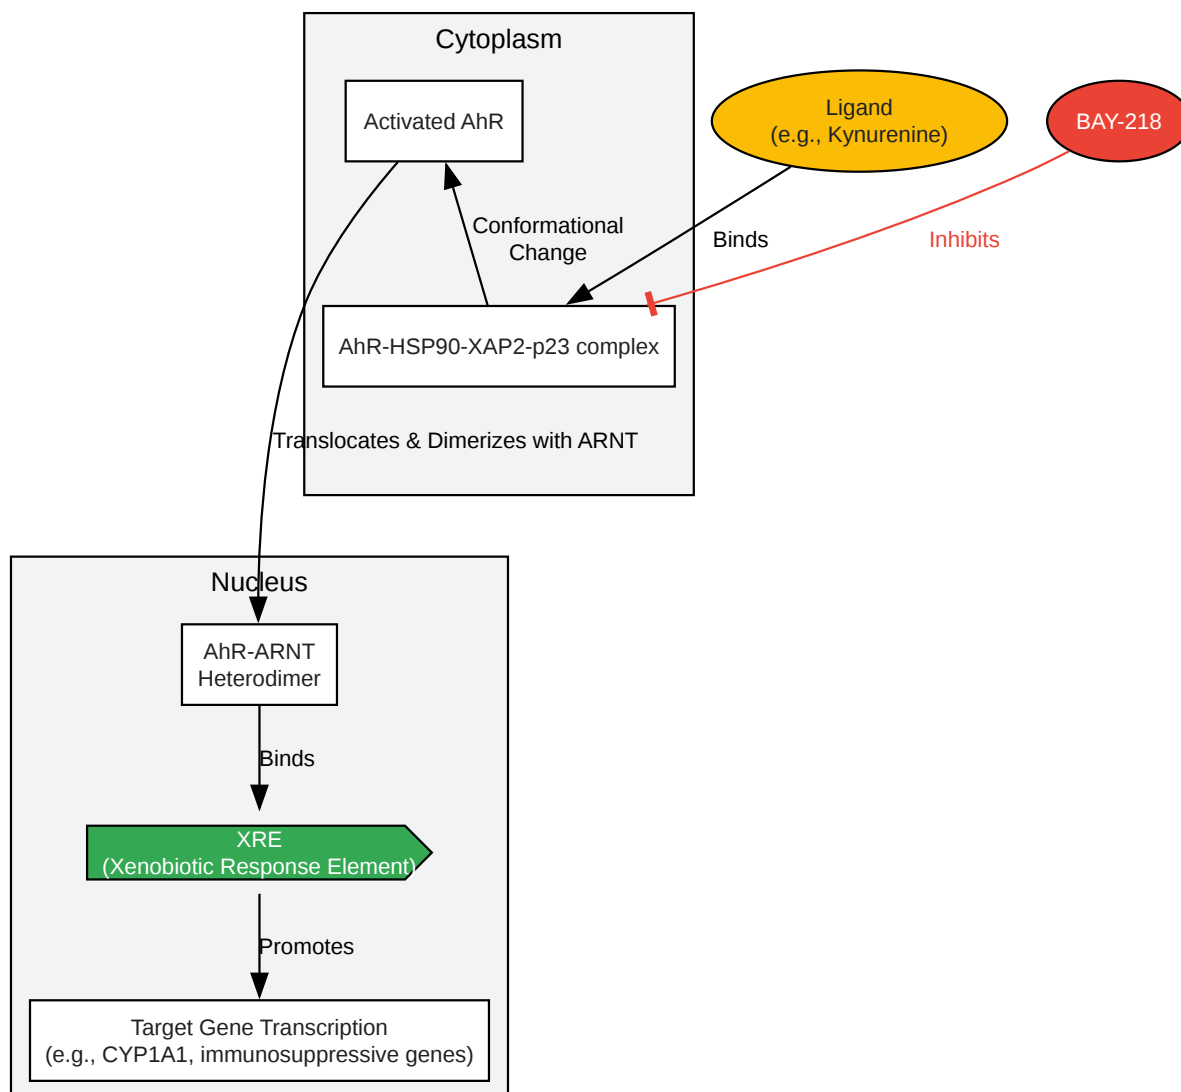 Cytoplasm
Activated AhR
Ligand
(e.g., Kynurenine)
BAY-218
Conformational
Change
Binds
Inhibits
AhR-HSP90-XAP2-p23 complex
Translocates & Dimerizes with ARNT
Nucleus
AhR-ARNT
Heterodimer
Binds
XRE
(Xenobiotic Response Element)
Promotes
Target Gene Transcription
(e.g., CYP1A1, immunosuppressive genes)